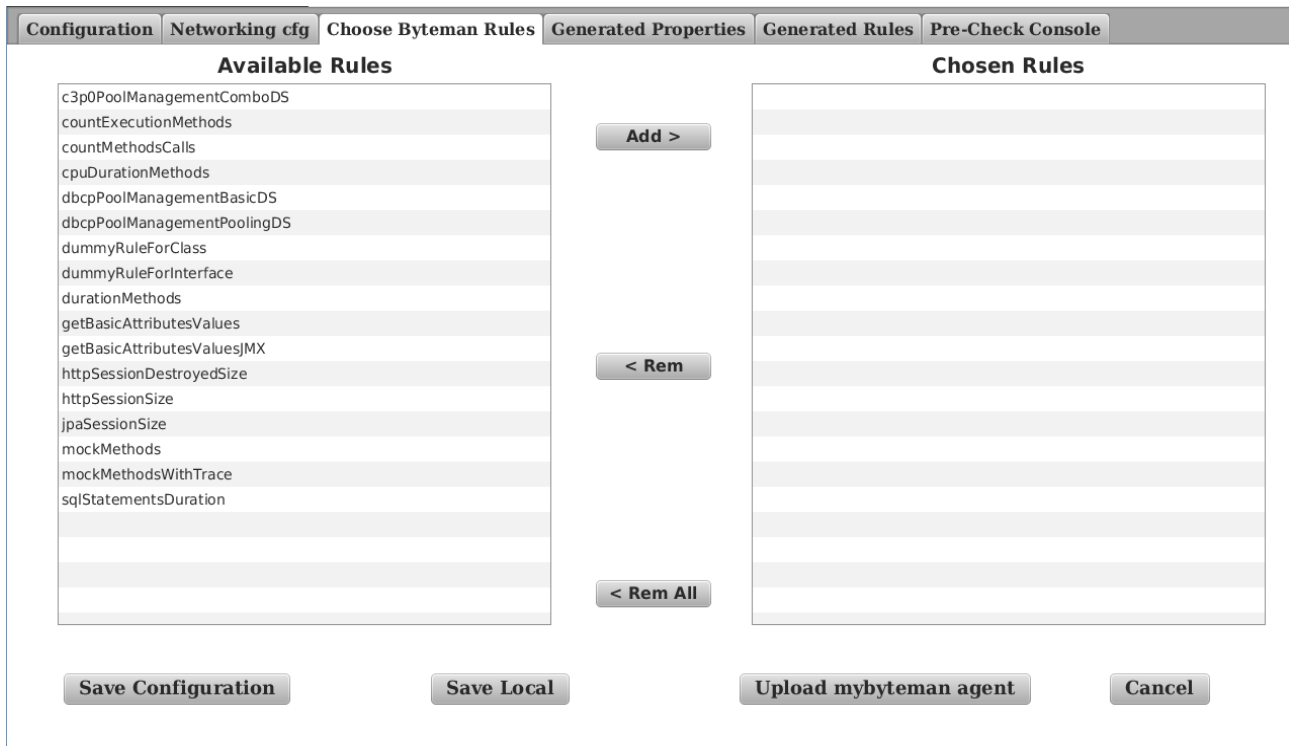 Configuration Networking cfg Choose Byteman Rules Generated Properties Generated Rules Pre-Check Console
Available Rules
Chosen Rules
c3p0PoolManagementComboDS
countExecutionMethods
countMethodsCalls
cpuDurationMethods
dbcpPoolManagementBasicDS
dbcpPoolManagementPoolingDS
dummyRuleForClass
dummyRuleForInterface
durationMethods
getBasicAttributesValues
getBasicAttributesValuesJMX
httpSessionDestroyedSize
httpSessionSize
jpaSessionSize
mockMethods
mockMethodsWithTrace
sqlStatementsDuration
Add >
< Rem
< Rem All
Save Configuration Save Local Upload mybyteman agent Cancel